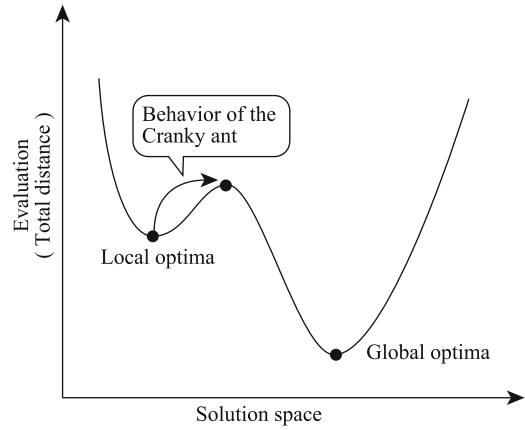 Behavior of the
Cranky ant
Evaluation
( Total distance )
Local optima
Global optima
Solution space